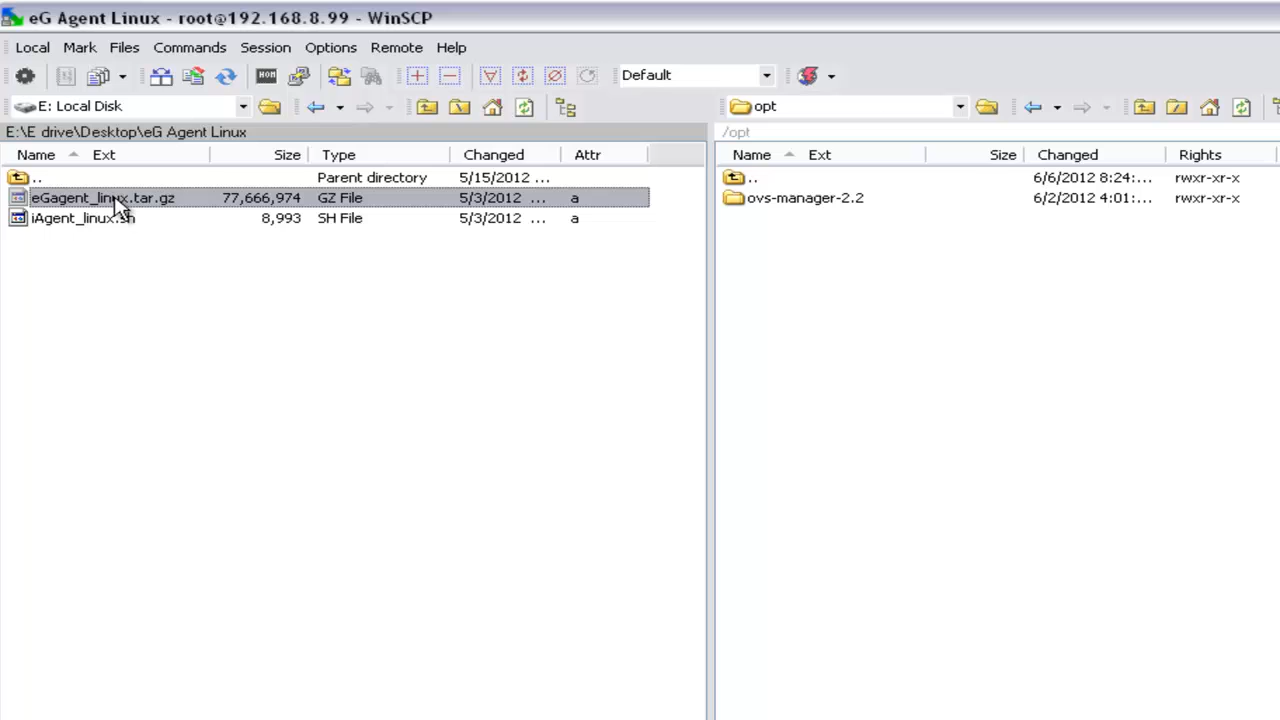 eG Agent Linux - root@192.168.8.99 - WinSCP
Local Mark Files Commands Session Options Remote Help
Default
E: Local Disk opt
E:\E drive\Desktop\eG Agent Linux /opt
Name Ext Size Type Changed Attr Name Ext Size Changed Rights
.. Parent directory 5/15/2012 ... .. 6/6/2012 8:24:... rwxr-xr-x
eGagent_linux.tar.gz 77,666,974 GZ File 5/3/2012 ... a ovs-manager-2.2 6/2/2012 4:01:... rwxr-xr-x
iAgent_linux.sh 8,993 SH File 5/3/2012 ... a